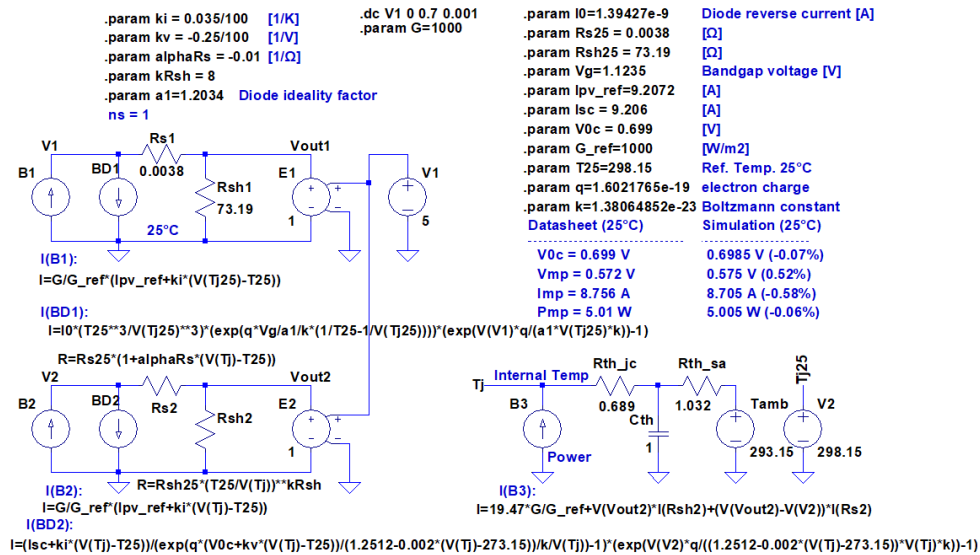 .param ki = 0.035/100 [1/K]
.param kv = -0.25/100 [1/V]
.param alphaRs = -0.01 [1/Ω]
.param kRsh = 8
.param a1=1.2034 Diode ideality factor
ns = 1
.dc V1 0 0.7 0.001
.param G=1000
.param I0=1.39427e-9 Diode reverse current [A]
.param Rs25 = 0.0038 [Ω]
.param Rsh25 = 73.19 [Ω]
.param Vg=1.1235 Bandgap voltage [V]
.param Ipv_ref=9.2072 [A]
.param Isc = 9.206 [A]
.param V0c = 0.699 [V]
.param G_ref=1000 [W/m2]
.param T25=298.15 Ref. Temp. 25°C
.param q=1.6021765e-19 electron charge
.param k=1.38064852e-23 Boltzmann constant
Datasheet (25°C) Simulation (25°C)
V0c = 0.699 V 0.6985 V (-0.07%)
Vmp = 0.572 V 0.575 V (0.52%)
Imp = 8.756 A 8.705 A (-0.58%)
Pmp = 5.01 W 5.005 W (-0.06%)
V1
Rs1
Vout1
B1
BD1
0.0038
Rsh1
73.19
E1
+ +
- -
1
V1
+
-
5
25°C
I(B1):
I=G/G_ref*(Ipv_ref+ki*(V(Tj25)-T25))
I(BD1):
I=I0*(T25**3/V(Tj25)**3)*(exp(q*Vg/a1/k*(1/T25-1/V(Tj25))))*(exp(V(V1)*q/(a1*V(Tj25)*k))-1)
R=Rs25*(1+alphaRs*(V(Tj)-T25))
V2
Vout2
B2
BD2
Rs2
Rsh2
E2
+ +
- -
1
R=Rsh25*(T25/V(Tj))**kRsh
I(B2):
I=G/G_ref*(Ipv_ref+ki*(V(Tj)-T25))
I(BD2):
I=(Isc+ki*(V(Tj)-T25))/(exp(q*(V0c+kv*(V(Tj)-T25))/(1.2512-0.002*(V(Tj)-273.15))/k/V(Tj))-1)*(exp(V(V2)*q/((1.2512-0.002*(V(Tj)-273.15))*V(Tj)*k))-1)
Tj
Internal Temp
Rth_jc
Rth_sa
Tj25
B3
0.689
1.032
Cth
1
Tamb
+
-
293.15
V2
+
-
298.15
Power
I(B3):
I=19.47*G/G_ref+V(Vout2)*I(Rsh2)+(V(Vout2)-V(V2))*I(Rs2)